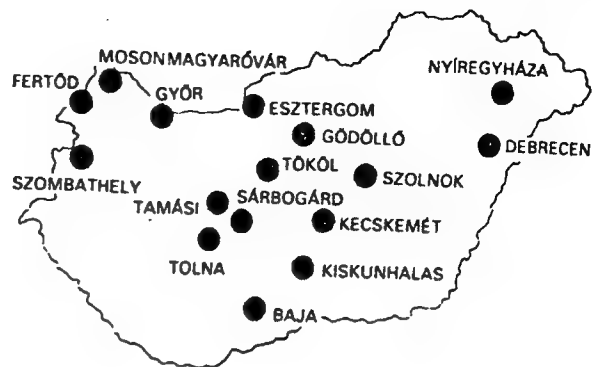 MOSONMAGYARÓVÁR
FERTŐD
NYÍREGYHÁZA
GYŐR
ESZTERGOM
GÖDÖLLŐ
DEBRECEN
TÖKÖL
SZOLNOK
SZOMBATHELY
SÁRBOGÁRD
TAMÁSI
KECSKEMÉT
TOLNA
KISKUNHALAS
BAJA